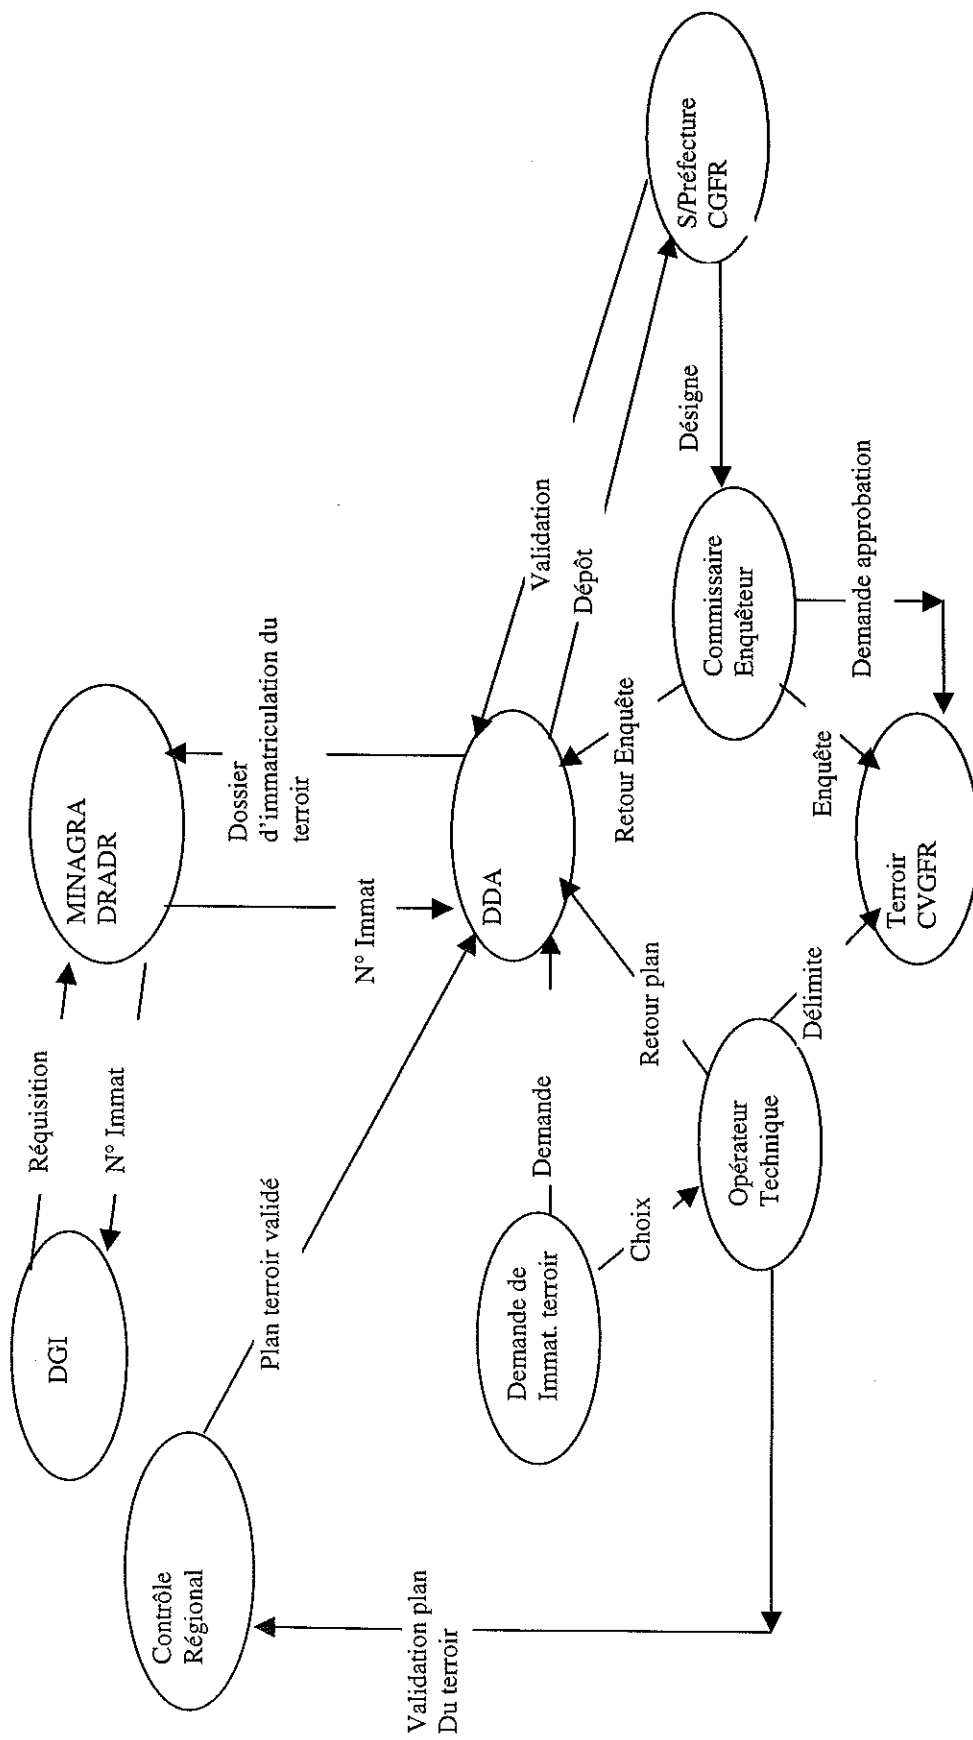 DGI
Réquisition
N° Immat
MINAGRA
DRADR
Dossier
d'immatriculation du
terroir
N° Immat
Contrôle
Régional
Plan terroir validé
Validation plan
Du terroir
Demande de
Immat. terroir
Demande
Choix
DDA
Validation
Dépôt
Retour plan
Retour Enquête
Opérateur
Technique
Délimite
Commissaire
Enquêteur
Désigne
S/Préfecture
CGFR
Enquête
Demande approbation
Terroir
CVGFR